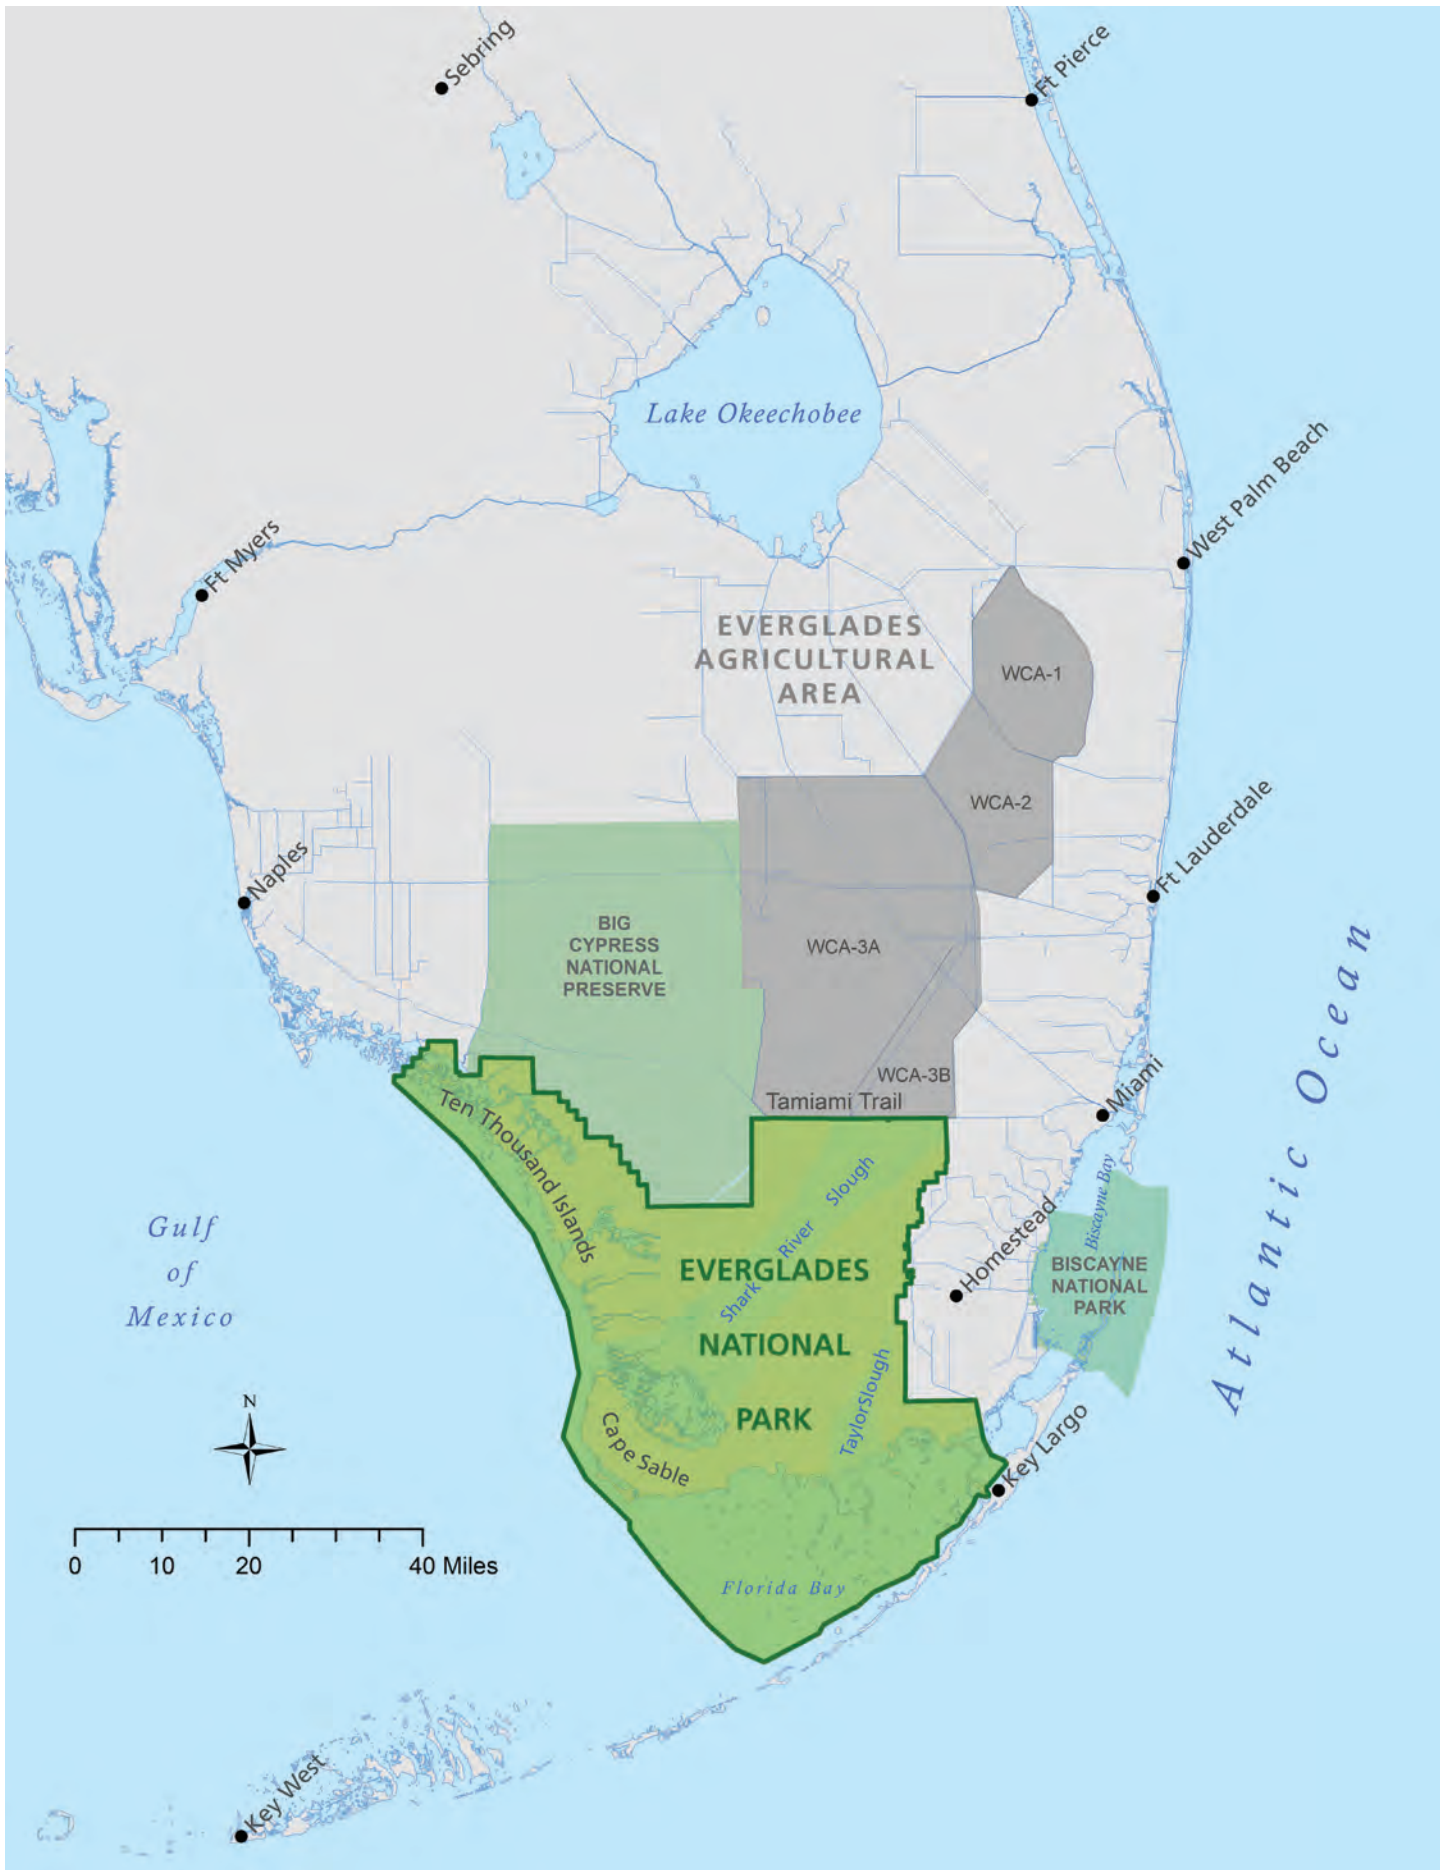 Sebring
Ft Pierce
Lake Okeechobee
West Palm Beach
Ft Myers
EVERGLADES
AGRICULTURAL
AREA
WCA-1
WCA-2
Ft Lauderdale
Naples
BIG
CYPRESS
NATIONAL
PRESERVE
WCA-3A
WCA-3B
Tamiami Trail
Miami
Atlantic Ocean
Ten Thousand Islands
Shark River Slough
Biscayne Bay
Homestead
BISCAYNE
NATIONAL
PARK
Gulf
of
Mexico
EVERGLADES
NATIONAL
PARK
TaylorSlough
Cape Sable
Key Largo
N
0 10 20 40 Miles
Florida Bay
Key West